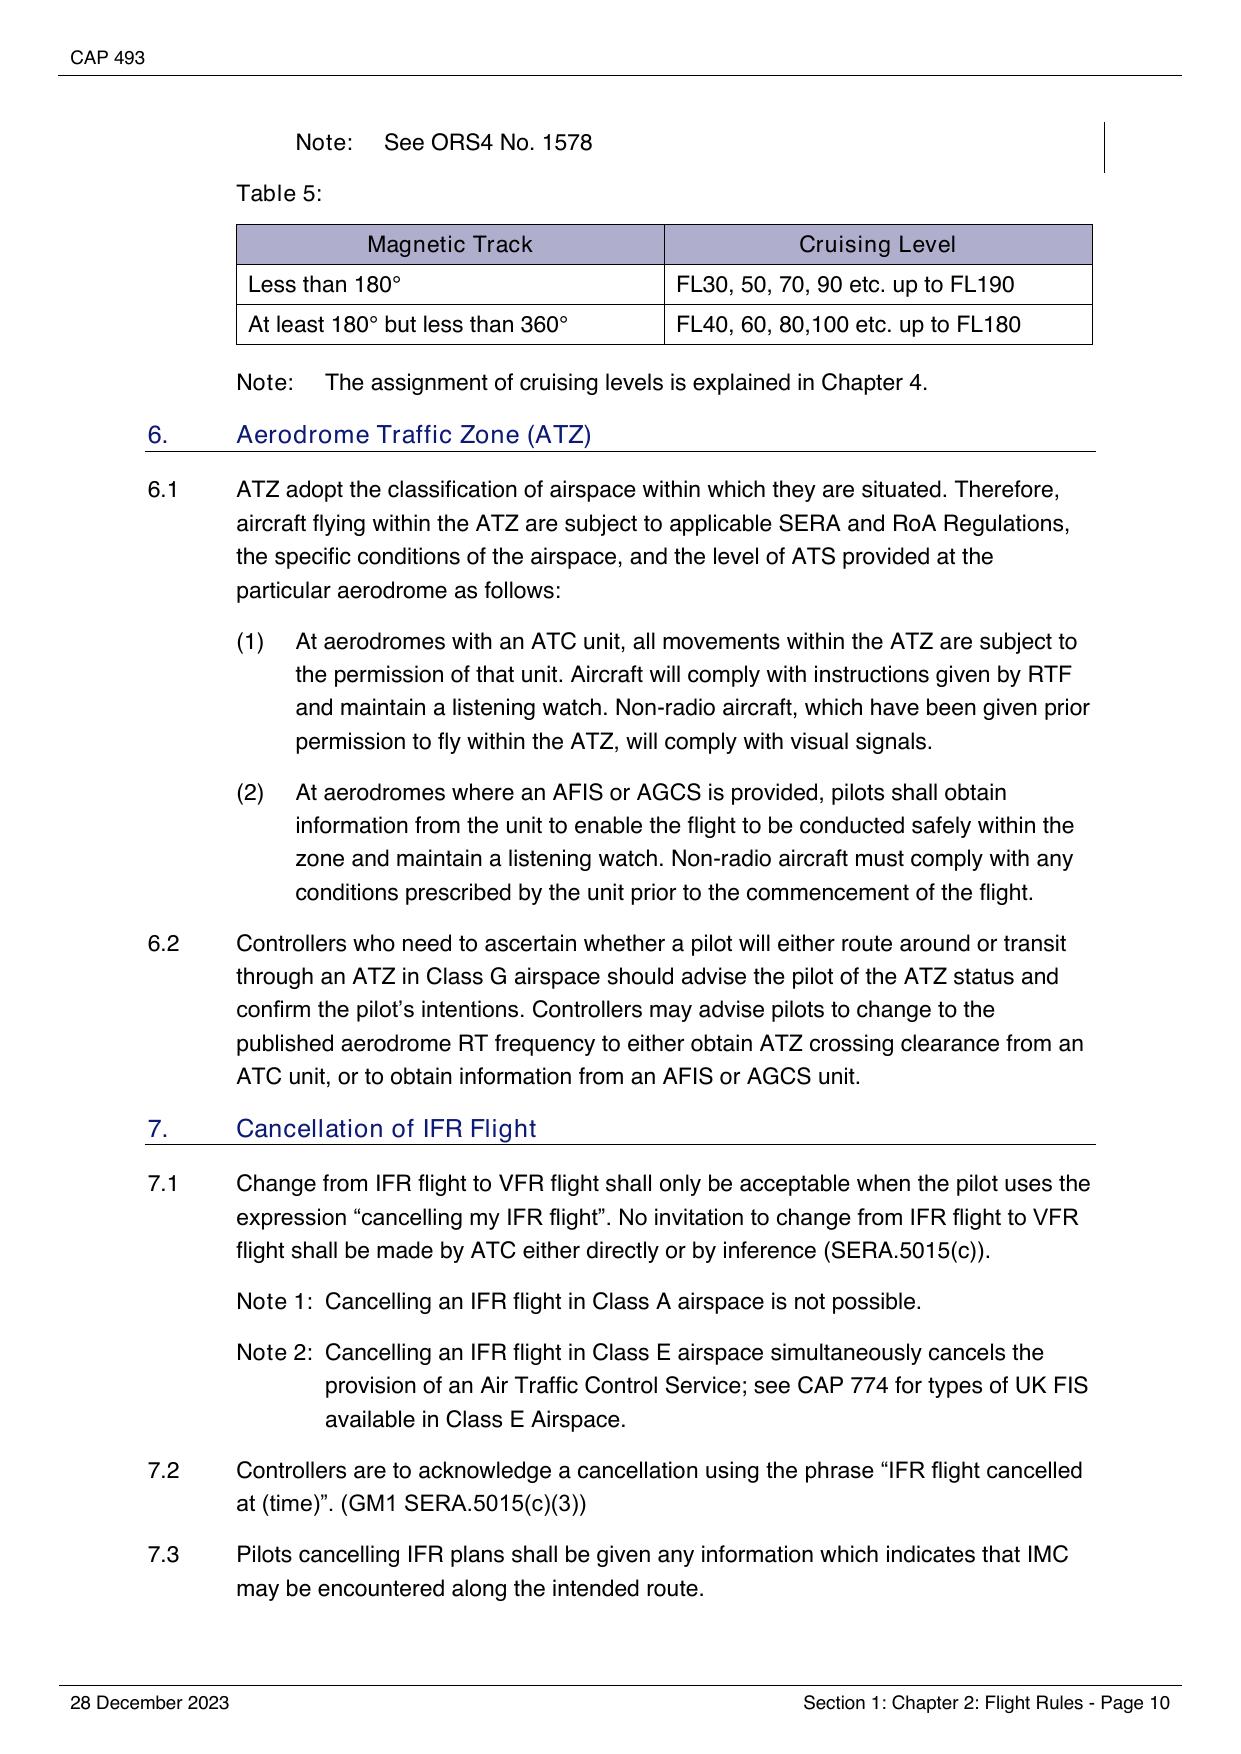 CAP 493
Note: See ORS4 No. 1578
Table 5:
Magnetic Track Cruising Level
Less than 180° FL30, 50, 70, 90 etc. up to FL190
At least 180° but less than 360° FL40, 60, 80,100 etc. up to FL180
Note: The assignment of cruising levels is explained in Chapter 4.
6. Aerodrome Traffic Zone (ATZ)
6.1 ATZ adopt the classification of airspace within which they are situated. Therefore,
aircraft flying within the ATZ are subject to applicable SERA and RoA Regulations,
the specific conditions of the airspace, and the level of ATS provided at the
particular aerodrome as follows:
(1) At aerodromes with an ATC unit, all movements within the ATZ are subject to
the permission of that unit. Aircraft will comply with instructions given by RTF
and maintain a listening watch. Non-radio aircraft, which have been given prior
permission to fly within the ATZ, will comply with visual signals.
(2) At aerodromes where an AFIS or AGCS is provided, pilots shall obtain
information from the unit to enable the flight to be conducted safely within the
zone and maintain a listening watch. Non-radio aircraft must comply with any
conditions prescribed by the unit prior to the commencement of the flight.
6.2 Controllers who need to ascertain whether a pilot will either route around or transit
through an ATZ in Class G airspace should advise the pilot of the ATZ status and
confirm the pilot’s intentions. Controllers may advise pilots to change to the
published aerodrome RT frequency to either obtain ATZ crossing clearance from an
ATC unit, or to obtain information from an AFIS or AGCS unit.
7. Cancellation of IFR Flight
7.1 Change from IFR flight to VFR flight shall only be acceptable when the pilot uses the
expression “cancelling my IFR flight”. No invitation to change from IFR flight to VFR
flight shall be made by ATC either directly or by inference (SERA.5015(c)).
Note 1: Cancelling an IFR flight in Class A airspace is not possible.
Note 2: Cancelling an IFR flight in Class E airspace simultaneously cancels the
provision of an Air Traffic Control Service; see CAP 774 for types of UK FIS
available in Class E Airspace.
7.2 Controllers are to acknowledge a cancellation using the phrase “IFR flight cancelled
at (time)”. (GM1 SERA.5015(c)(3))
7.3 Pilots cancelling IFR plans shall be given any information which indicates that IMC
may be encountered along the intended route.
28 December 2023 Section 1: Chapter 2: Flight Rules - Page 10